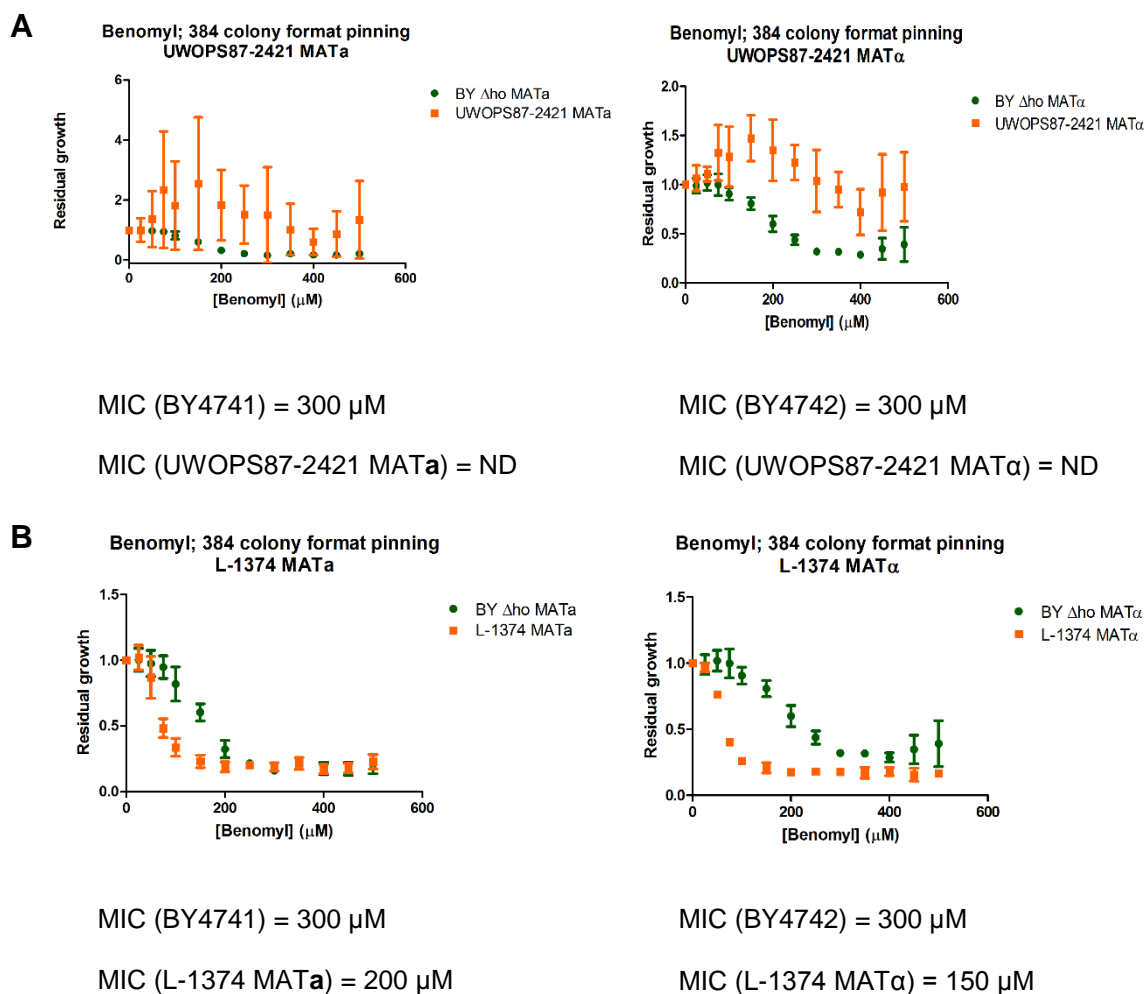 A
Benomyl; 384 colony format pinning
UWOPS87-2421 MATa
BY Δho MATa
UWOPS87-2421 MATa
Residual growth
6
4
2
0
0
200
400
600
[Benomyl] (µM)
Benomyl; 384 colony format pinning
UWOPS87-2421 MATα
BY Δho MATα
UWOPS87-2421 MATα
Residual growth
2.0
1.5
1.0
0.5
0.0
0
200
400
600
[Benomyl] (µM)
MIC (BY4741) = 300 µM
MIC (UWOPS87-2421 MATa) = ND
MIC (BY4742) = 300 µM
MIC (UWOPS87-2421 MATα) = ND
B
Benomyl; 384 colony format pinning
L-1374 MATa
BY Δho MATa
L-1374 MATa
Residual growth
1.5
1.0
0.5
0.0
0
200
400
600
[Benomyl] (µM)
Benomyl; 384 colony format pinning
L-1374 MATα
BY Δho MATα
L-1374 MATα
Residual growth
1.5
1.0
0.5
0.0
0
200
400
600
[Benomyl] (µM)
MIC (BY4741) = 300 µM
MIC (L-1374 MATa) = 200 µM
MIC (BY4742) = 300 µM
MIC (L-1374 MATα) = 150 µM